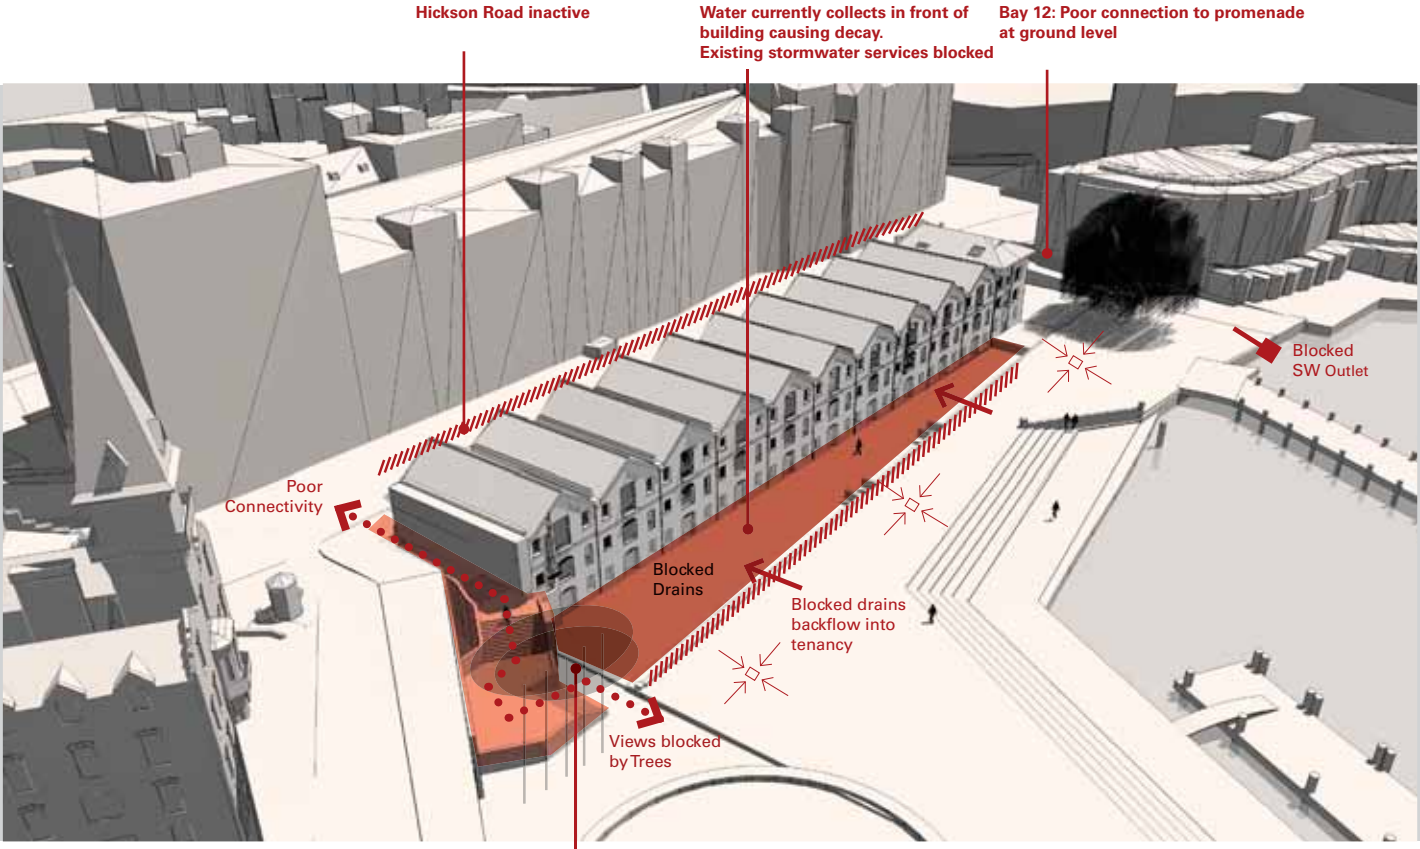 Hickson Road inactive
Water currently collects in front of
building causing decay.
Existing stormwater services blocked
Bay 12: Poor connection to promenade
at ground level
Blocked
SW Outlet
Poor
Connectivity
Blocked
Drains
Blocked drains
backflow into
tenancy
Views blocked
by Trees